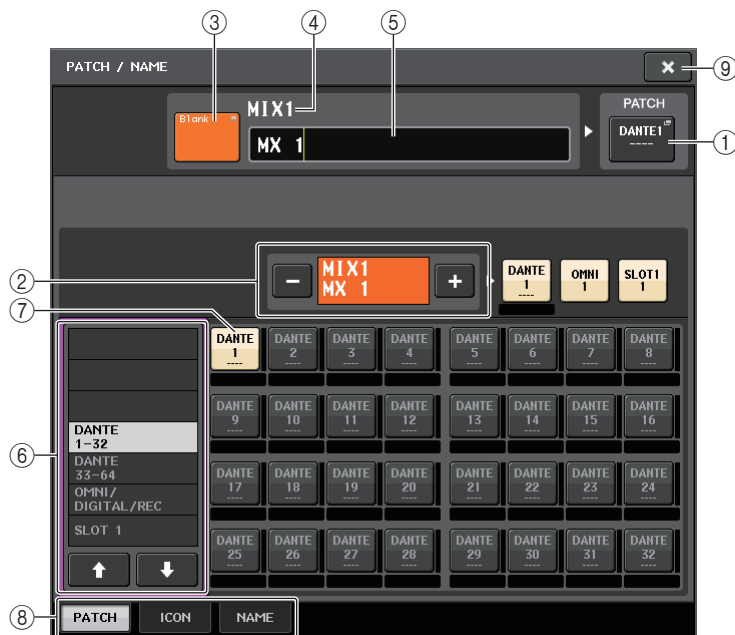 ③ ④ ⑤
PATCH / NAME × ⑨
Blank MIX1 PATCH
MX 1 DANTE1 ---- ①
② − MIX1 MX 1 + DANTE 1 ---- OMNI 1 SLOT1 1
⑦
DANTE 1 ---- DANTE 2 ---- DANTE 3 ---- DANTE 4 ---- DANTE 5 ---- DANTE 6 ---- DANTE 7 ---- DANTE 8 ----
DANTE 9 ---- DANTE 10 ---- DANTE 11 ---- DANTE 12 ---- DANTE 13 ---- DANTE 14 ---- DANTE 15 ---- DANTE 16 ----
DANTE 17 ---- DANTE 18 ---- DANTE 19 ---- DANTE 20 ---- DANTE 21 ---- DANTE 22 ---- DANTE 23 ---- DANTE 24 ----
DANTE 25 ---- DANTE 26 ---- DANTE 27 ---- DANTE 28 ---- DANTE 29 ---- DANTE 30 ---- DANTE 31 ---- DANTE 32 ----
⑥
DANTE
1-32
DANTE
33-64
OMNI/
DIGITAL/REC
SLOT 1
⑧ PATCH ICON NAME